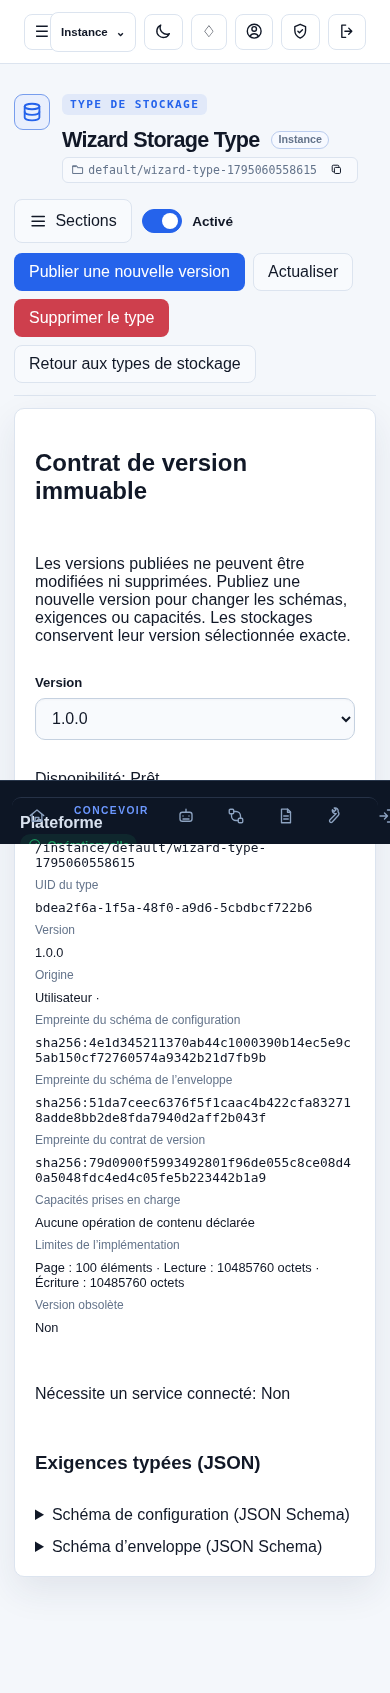 Instance
TYPE DE STOCKAGE
Wizard Storage Type Instance
default/wizard-type-1795060558615
Sections Activé
Publier une nouvelle version Actualiser
Supprimer le type
Retour aux types de stockage
Contrat de version
immuable
Les versions publiées ne peuvent être
modifiées ni supprimées. Publiez une
nouvelle version pour changer les schémas,
exigences ou capacités. Les stockages
conservent leur version sélectionnée exacte.
Version
1.0.0
Disponibilité: Prêt
CONCEVOIR
Plateforme
/instance/default/wizard-type-
1795060558615
UID du type
bdea2f6a-1f5a-48f0-a9d6-5cbdbcf722b6
Version
1.0.0
Origine
Utilisateur ·
Empreinte du schéma de configuration
sha256:4e1d345211370ab44c1000390b14ec5e9c
5ab150cf72760574a9342b21d7fb9b
Empreinte du schéma de l’enveloppe
sha256:51da7ceec6376f5f1caac4b422cfa83271
8adde8bb2de8fda7940d2aff2b043f
Empreinte du contrat de version
sha256:79d0900f5993492801f96de055c8ce08d4
0a5048fdc4ed4c05fe5b223442b1a9
Capacités prises en charge
Aucune opération de contenu déclarée
Limites de l’implémentation
Page : 100 éléments · Lecture : 10485760 octets ·
Écriture : 10485760 octets
Version obsolète
Non
Nécessite un service connecté: Non
Exigences typées (JSON)
Schéma de configuration (JSON Schema)
Schéma d’enveloppe (JSON Schema)